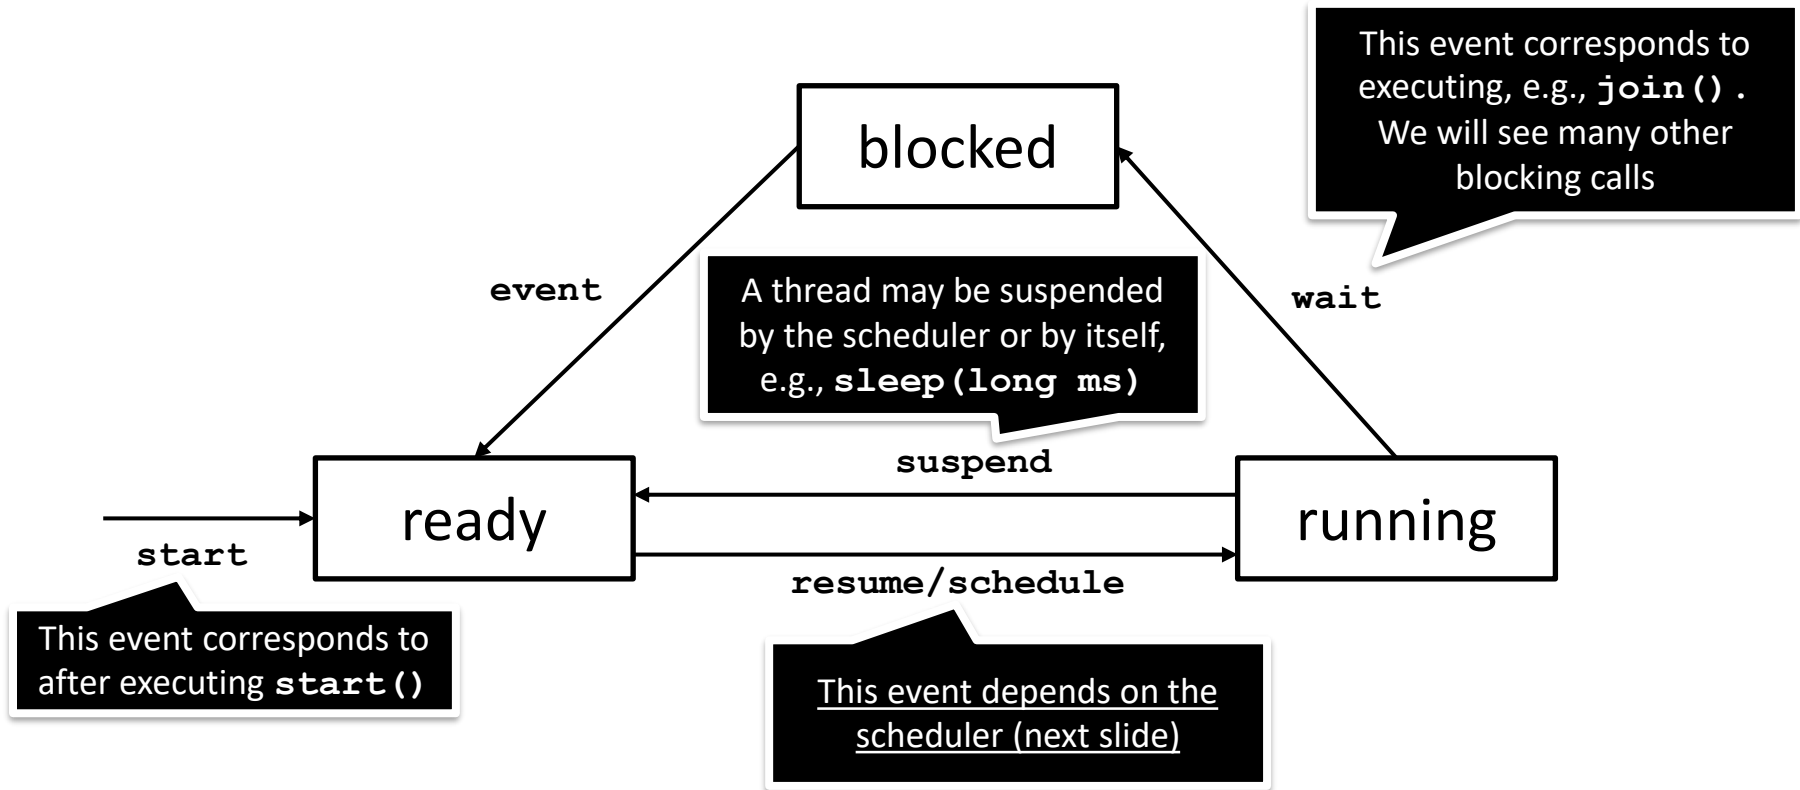 This event corresponds to
executing, e.g., join().
We will see many other
blocking calls
blocked
event
A thread may be suspended
by the scheduler or by itself,
e.g., sleep(long ms)
wait
suspend
ready
running
start
resume/schedule
This event corresponds to
after executing start()
This event depends on the
scheduler (next slide)